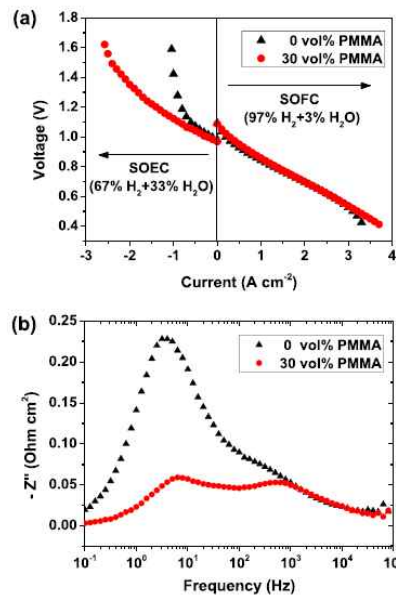 (a)
0 vol% PMMA
30 vol% PMMA
SOFC
(97% H2+3% H2O)
SOEC
(67% H2+33% H2O)
Voltage (V)
1.8
1.6
1.4
1.2
1.0
0.8
0.6
0.4
-3 -2 -1 0 1 2 3 4
Current (A cm-2)
(b)
0 vol% PMMA
30 vol% PMMA
-Z'' (Ohm cm2)
0.25
0.20
0.15
0.10
0.05
0.00
10-1 100 101 102 103 104
Frequency (Hz)